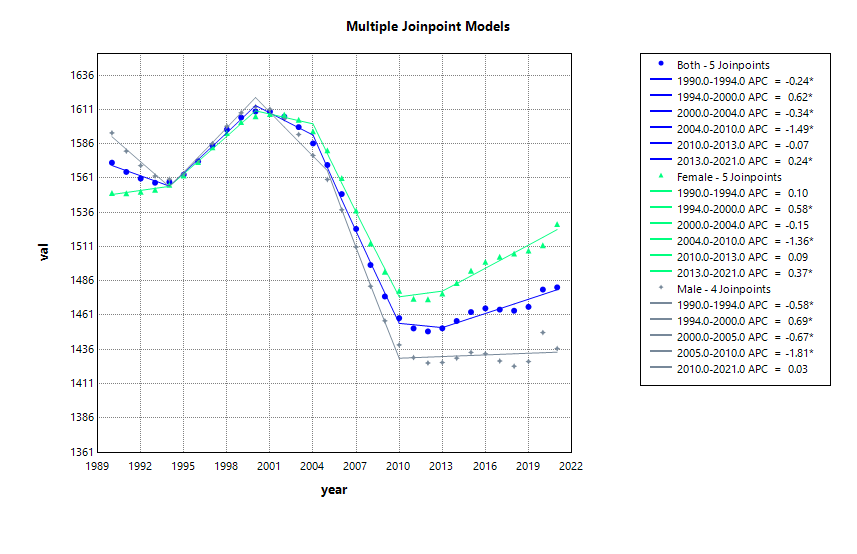 Multiple Joinpoint Models
1636
1611
1586
1561
1536
1511
1486
1461
1436
1411
1386
1361
val
1989 1992 1995 1998 2001 2004 2007 2010 2013 2016 2019 2022
year
Both - 5 Joinpoints
1990.0-1994.0 APC = -0.24*
1994.0-2000.0 APC = 0.62*
2000.0-2004.0 APC = -0.34*
2004.0-2010.0 APC = -1.49*
2010.0-2013.0 APC = -0.07
2013.0-2021.0 APC = 0.24*
Female - 5 Joinpoints
1990.0-1994.0 APC = 0.10
1994.0-2000.0 APC = 0.58*
2000.0-2004.0 APC = -0.15
2004.0-2010.0 APC = -1.36*
2010.0-2013.0 APC = 0.09
2013.0-2021.0 APC = 0.37*
Male - 4 Joinpoints
1990.0-1994.0 APC = -0.58*
1994.0-2000.0 APC = 0.69*
2000.0-2005.0 APC = -0.67*
2005.0-2010.0 APC = -1.81*
2010.0-2021.0 APC = 0.03